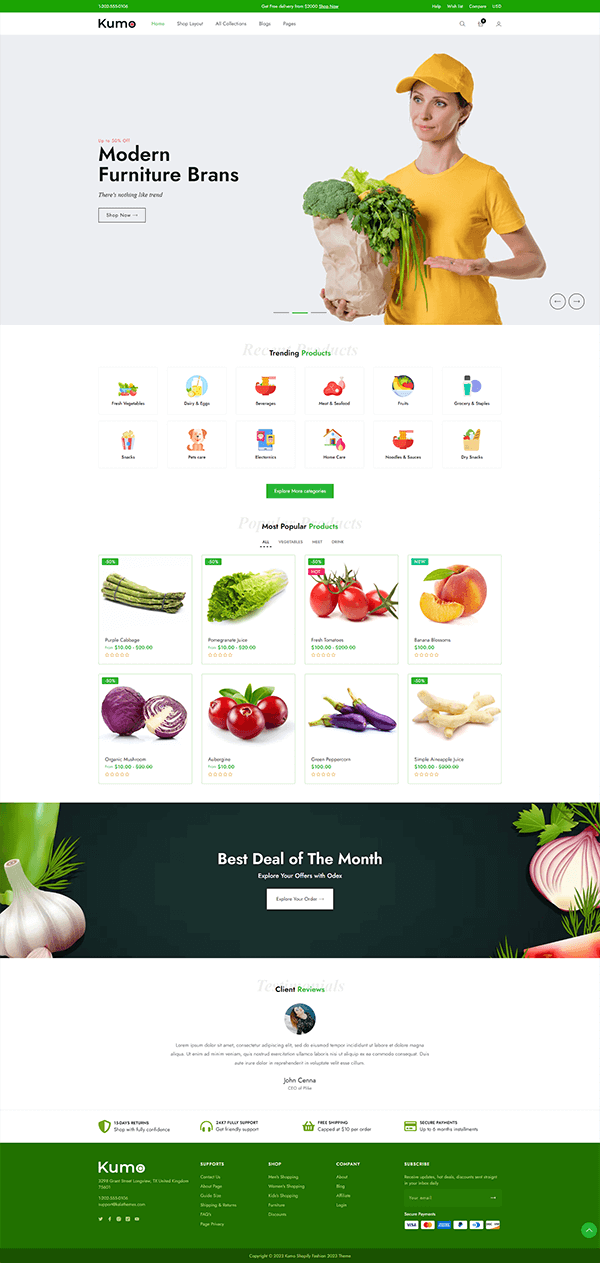 1-202-555-0106
Get Free delivery from $2000 Shop Now
Help Wish list Compare USD
Kumo
Home Shop Layout All Collections Blogs Pages
Up to 30% Off
Modern
Furniture Brans
There's nothing like trend
Shop Now →
Trending Products
Fresh Vegetables
Dairy & Eggs
Beverages
Meat & Seafood
Fruits
Grocery & Staples
Snacks
Pets care
Electornics
Home Care
Noodles & Sauces
Dry Snacks
Explore More categories
Most Popular Products
ALL VEGETABLES MEET DRINK
-50%
Purple Cabbage
From $10.00 - $20.00
-50%
Pomegranate Juice
From $10.00 - $20.00
-50%
HOT
Fresh Tomatoes
$100.00 - $200.00
NEW
Banana Blossoms
$100.00
Organic Mushroom
From $10.00 - $20.00
Aubergine
From $10.00
Green Peppercorn
$100.00
-50%
Simple Aineapple Juice
$100.00 - $200.00
Best Deal of The Month
Explore Your Offers with Odex
Explore Your Order →
Testimonials
Client Reviews
Lorem ipsum dolor sit amet, consectetur adipiscing elit, sed do eiusmod tempor incididunt ut labore et dolore magna
aliqua. Ut enim ad minim veniam, quis nostrud exercitation ullamco laboris nisi ut aliquip ex ea commodo consequat. Duis
aute irure dolor in reprehenderit in voluptate velit esse cillum.
John Cenna
CEO of Pike
15-DAYS RETURNS
Shop with fully confidence
24X7 FULLY SUPPORT
Get friendly support
FREE SHIPPING
Capped at $10 per order
SECURE PAYMENTS
Up to 6 months installments
Kumo
3298 Grant Street Longview, TX United Kingdom
75601
1-202-555-0106
SUPPORTS
Contact Us
About Page
Size Guide
Shipping & Returns
FAQ's
Page Privacy
SHOP
Men's Shopping
Women's Shopping
Kids's Shopping
Furniture
Discounts
COMPANY
About
Blog
Affiliate
Login
SUBSCRIBE
Receive updates, hot deals, discounts sent straignt
in your inbox daily
Your email →
Secure Payments
Copyright © 2023 Kumo Shopify Fashion 2023 Theme